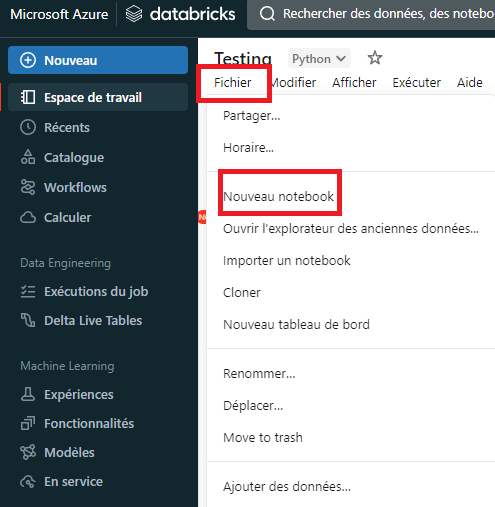 Microsoft Azure
databricks
Rechercher des données, des notebo
Nouveau
Espace de travail
Récents
Catalogue
Workflows
Calculer
Data Engineering
Exécutions du job
Delta Live Tables
Machine Learning
Expériences
Fonctionnalités
Modèles
En service
Testing Python
Fichier Modifier Afficher Exécuter Aide
Partager...
Horaire...
Nouveau notebook
Ouvrir l'explorateur des anciennes données...
Importer un notebook
Cloner
Nouveau tableau de bord
Renommer...
Déplacer...
Move to trash
Ajouter des données...